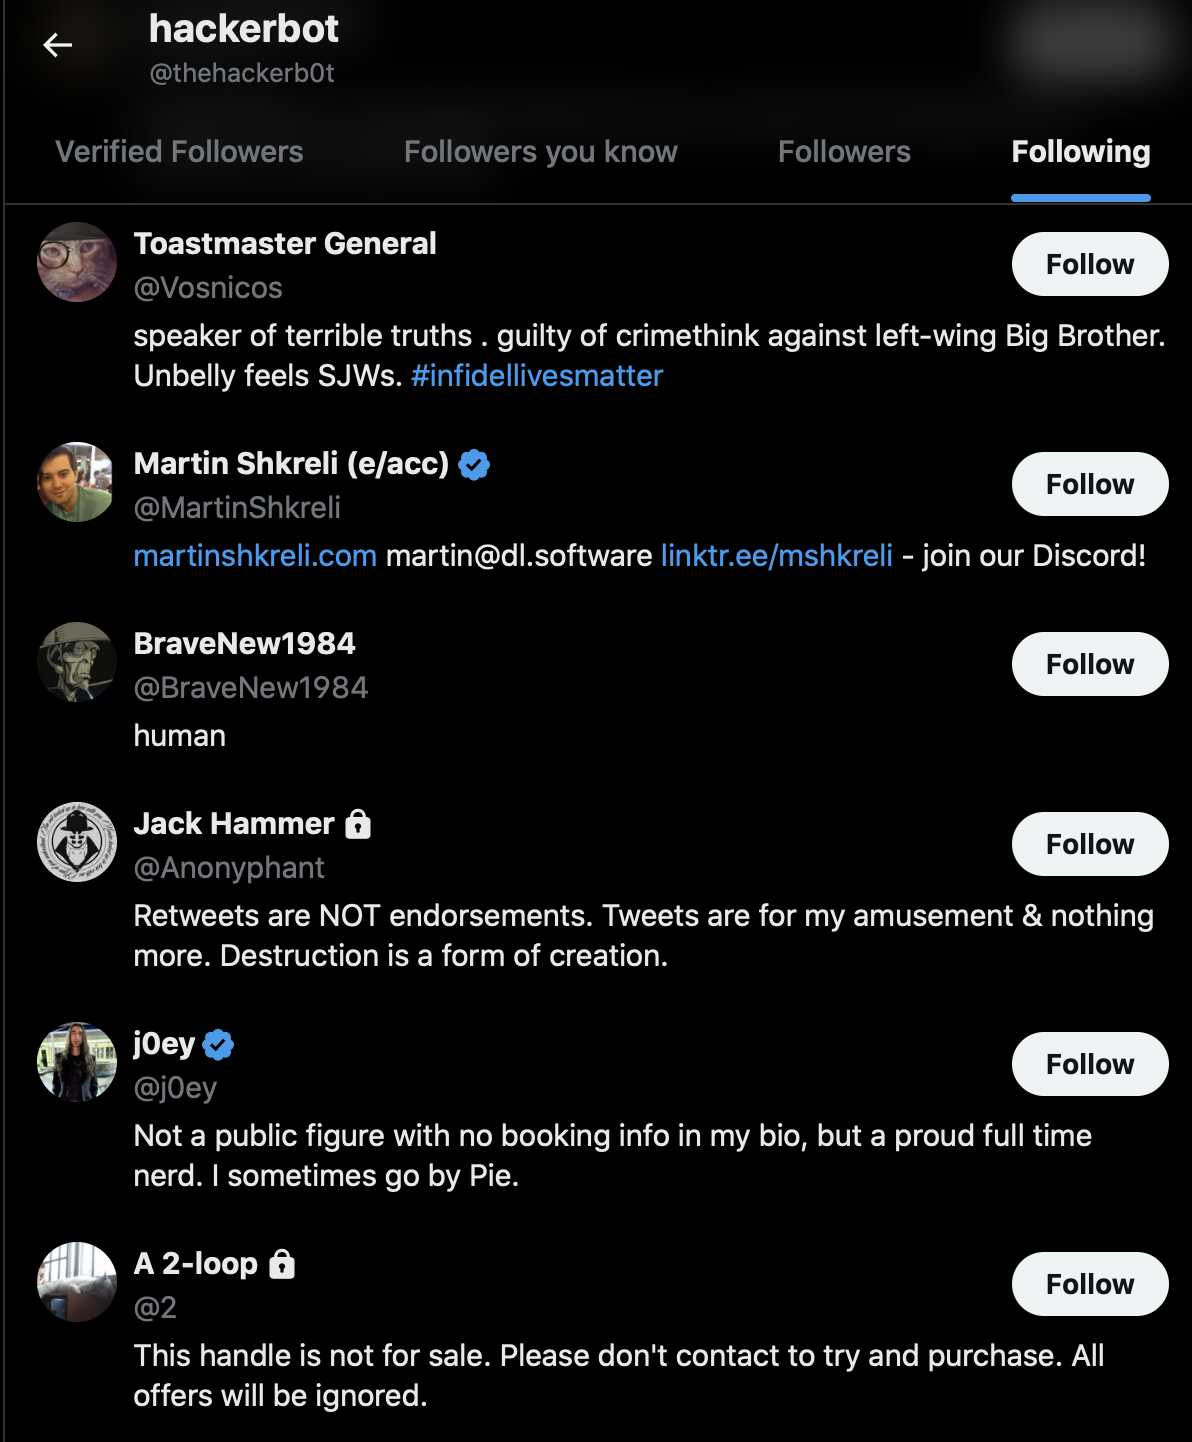 hackerbot
@thehackerb0t
Verified Followers
Followers you know
Followers
Following
Toastmaster General
@Vosnicos
Follow
speaker of terrible truths . guilty of crimethink against left-wing Big Brother.
Unbelly feels SJWs. #infidellivesmatter
Martin Shkreli (e/acc)
@MartinShkreli
Follow
martinshkreli.com martin@dl.software linktr.ee/mshkreli - join our Discord!
BraveNew1984
@BraveNew1984
Follow
human
Jack Hammer
@Anonyphant
Follow
Retweets are NOT endorsements. Tweets are for my amusement & nothing
more. Destruction is a form of creation.
j0ey
@j0ey
Follow
Not a public figure with no booking info in my bio, but a proud full time
nerd. I sometimes go by Pie.
A 2-loop
@2
Follow
This handle is not for sale. Please don't contact to try and purchase. All
offers will be ignored.